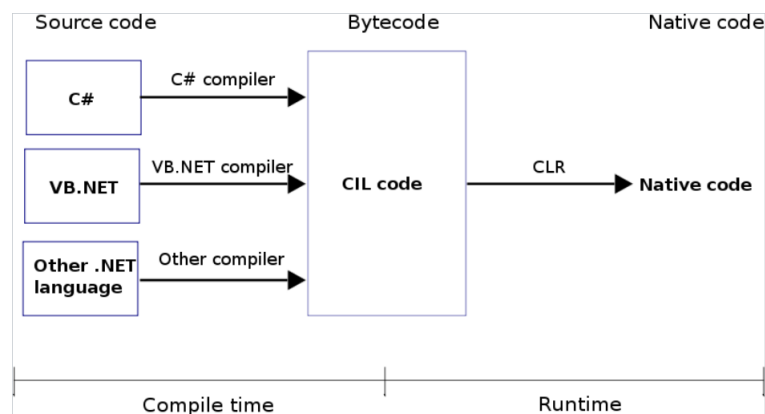 Source code
Bytecode
Native code
C# compiler
C#
VB.NET compiler
VB.NET
CIL code
CLR
Native code
Other compiler
Other .NET
language
Compile time
Runtime